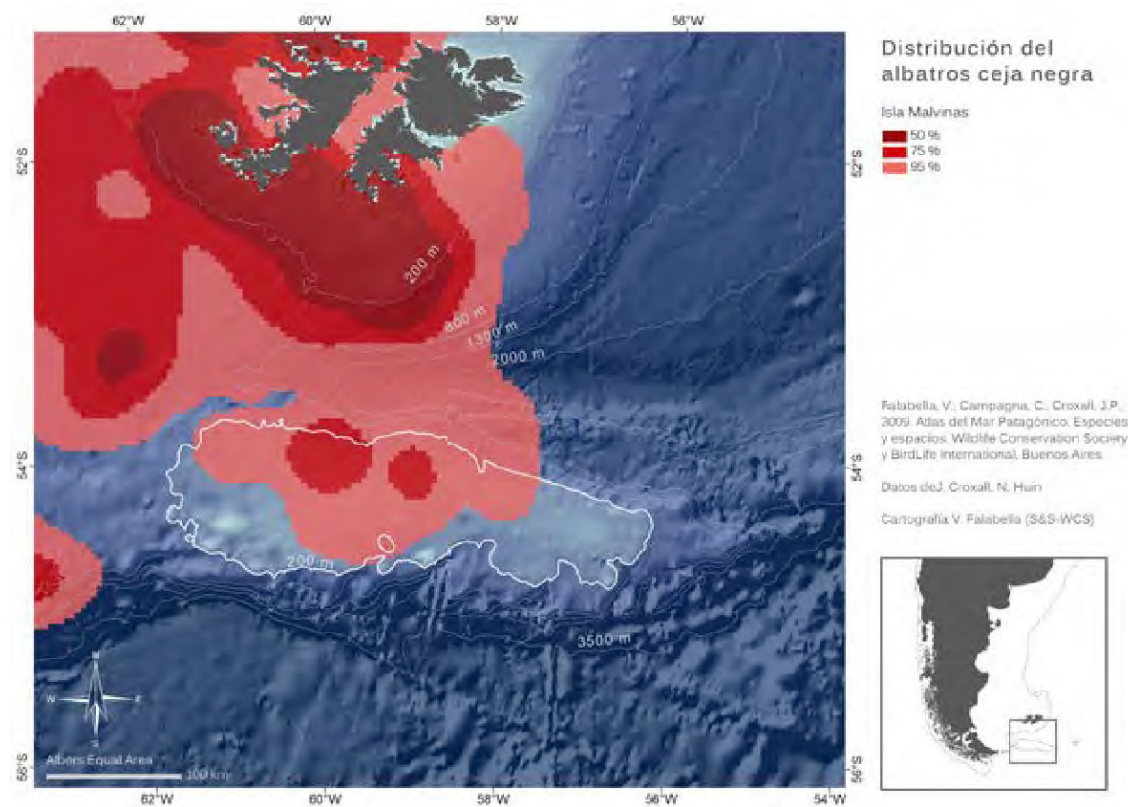 62°W 60°W 58°W 56°W
Distribución del
albatros ceja negra
Isla Malvinas
50 %
75 %
95 %
52°S
52°S
200 m
800 m
1300 m
2000 m
Falabella, V., Campagna, C., Croxall, J.P.,
2009. Atlas del Mar Patagónico. Especies
y espacios. Wildlife Conservation Society
y BirdLife International, Buenos Aires.
54°S
54°S
Datos de J. Croxall, N. Huin
Cartografía V. Falabella (S&S-WCS)
200 m
3500 m
N
W E
S
Albers Equal Area
100 km
56°S
56°S
62°W 60°W 58°W 56°W 54°W